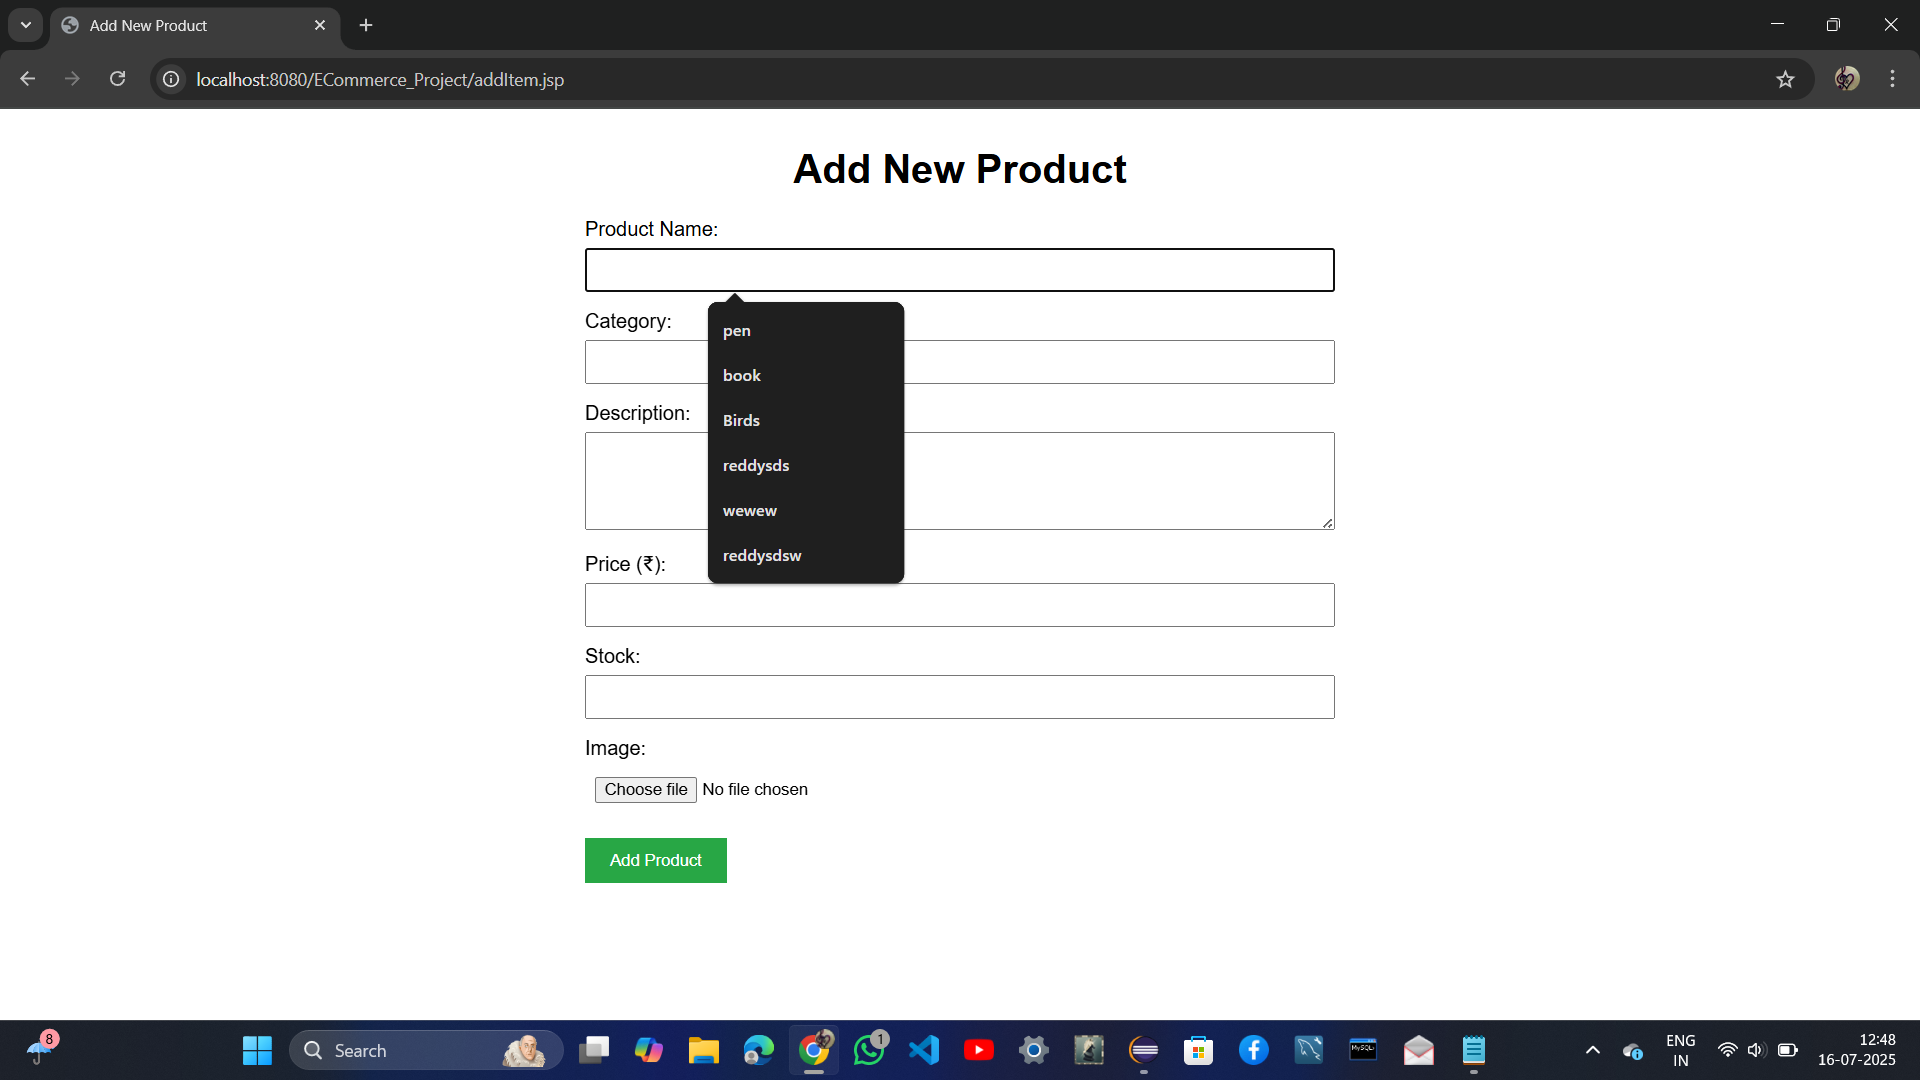 Add New Product
localhost:8080/ECommerce_Project/addItem.jsp
Add New Product
Product Name:
Category:
pen
book
Description:
Birds
reddysds
wewew
reddysdsw
Price (₹):
Stock:
Image:
Choose file No file chosen
Add Product
8
Search
1
MySQL
ENG
IN
12:48
16-07-2025